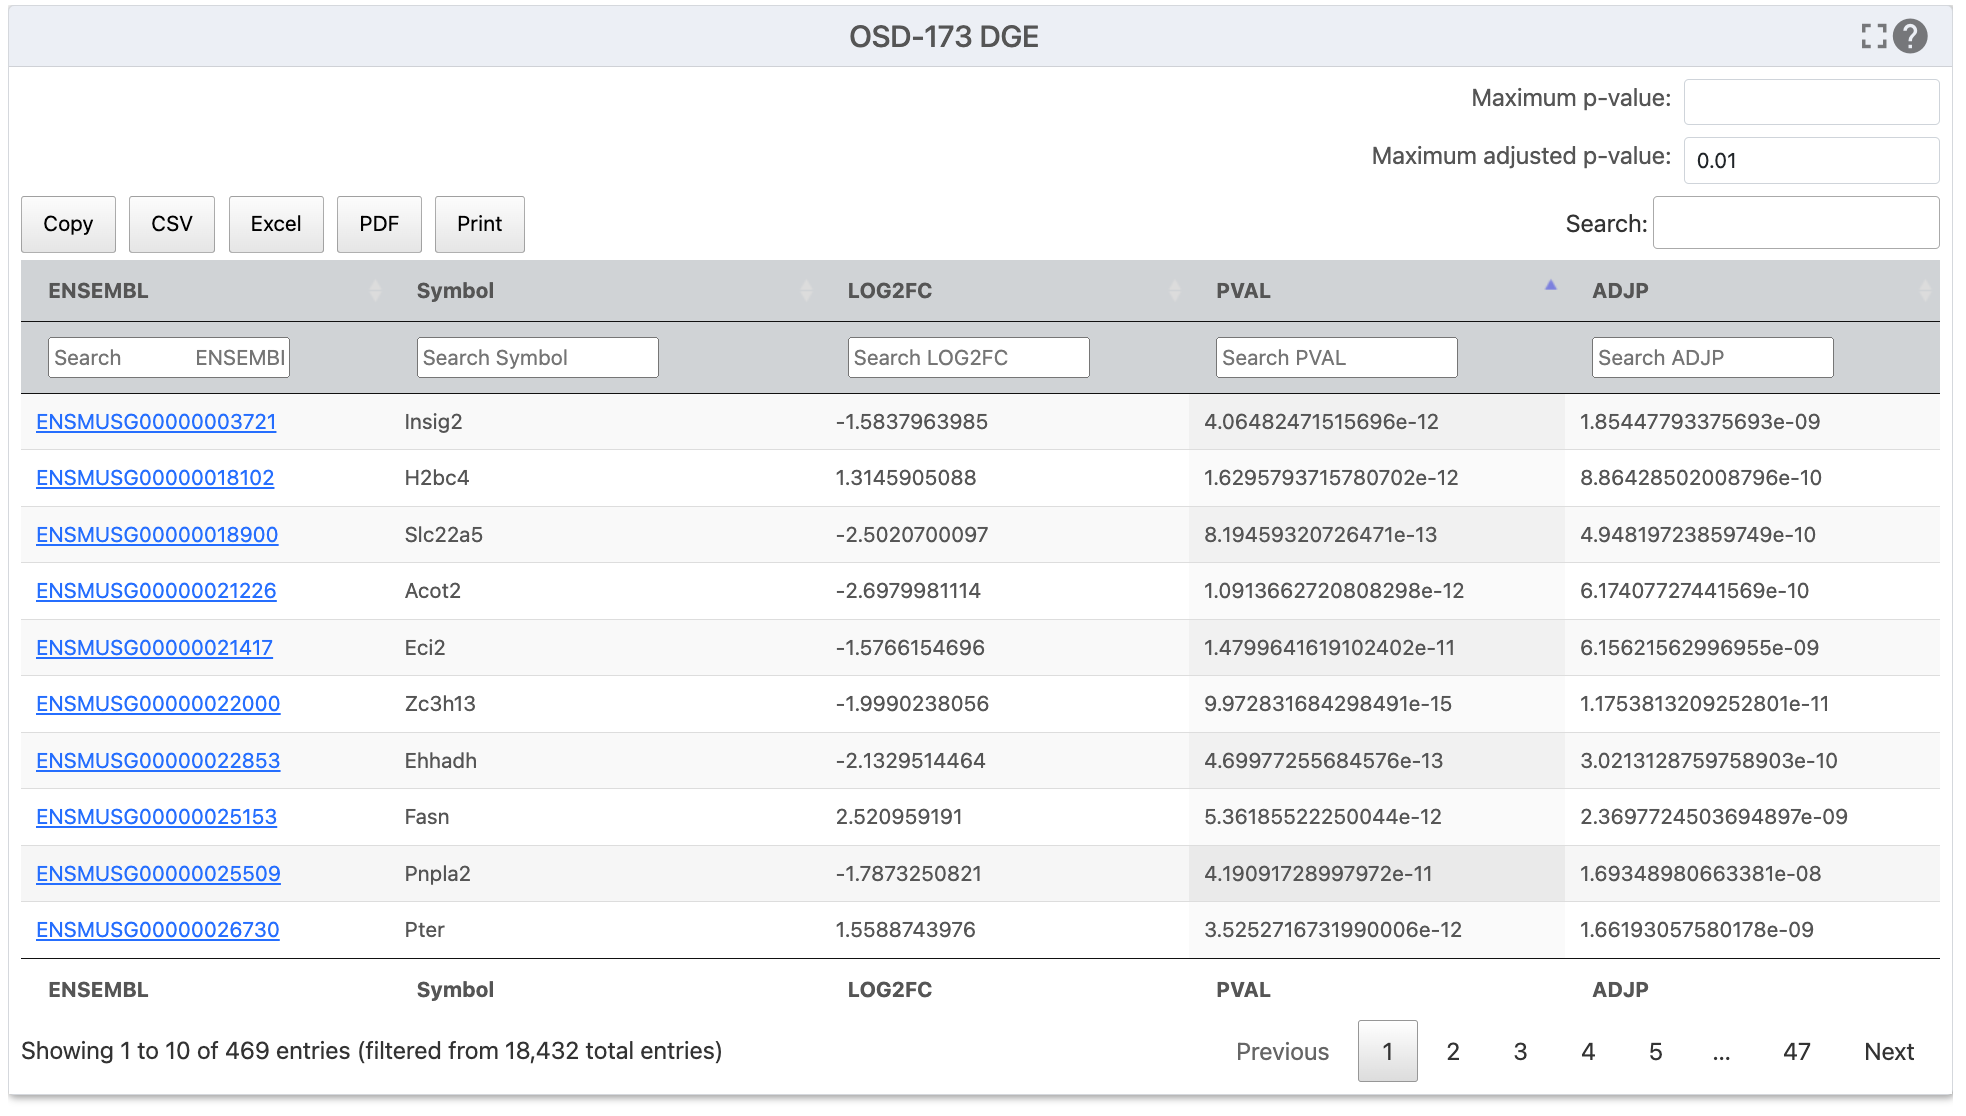 OSD-173 DGE
Maximum p-value:
Maximum adjusted p-value: 0.01
Copy CSV Excel PDF Print Search:
ENSEMBL Symbol LOG2FC PVAL ADJP
Search ENSEMBI Search Symbol Search LOG2FC Search PVAL Search ADJP
ENSMUSG00000003721 Insig2 -1.5837963985 4.06482471515696e-12 1.85447793375693e-09
ENSMUSG00000018102 H2bc4 1.3145905088 1.6295793715780702e-12 8.86428502008796e-10
ENSMUSG00000018900 Slc22a5 -2.5020700097 8.19459320726471e-13 4.94819723859749e-10
ENSMUSG00000021226 Acot2 -2.6979981114 1.0913662720808298e-12 6.17407727441569e-10
ENSMUSG00000021417 Eci2 -1.5766154696 1.4799641619102402e-11 6.15621562996955e-09
ENSMUSG00000022000 Zc3h13 -1.9990238056 9.972831684298491e-15 1.1753813209252801e-11
ENSMUSG00000022853 Ehhadh -2.1329514464 4.69977255684576e-13 3.0213128759758903e-10
ENSMUSG00000025153 Fasn 2.520959191 5.36185522250044e-12 2.3697724503694897e-09
ENSMUSG00000025509 Pnpla2 -1.7873250821 4.19091728997972e-11 1.69348980663381e-08
ENSMUSG00000026730 Pter 1.5588743976 3.5252716731990006e-12 1.66193057580178e-09
ENSEMBL Symbol LOG2FC PVAL ADJP
Showing 1 to 10 of 469 entries (filtered from 18,432 total entries) Previous 1 2 3 4 5 ... 47 Next